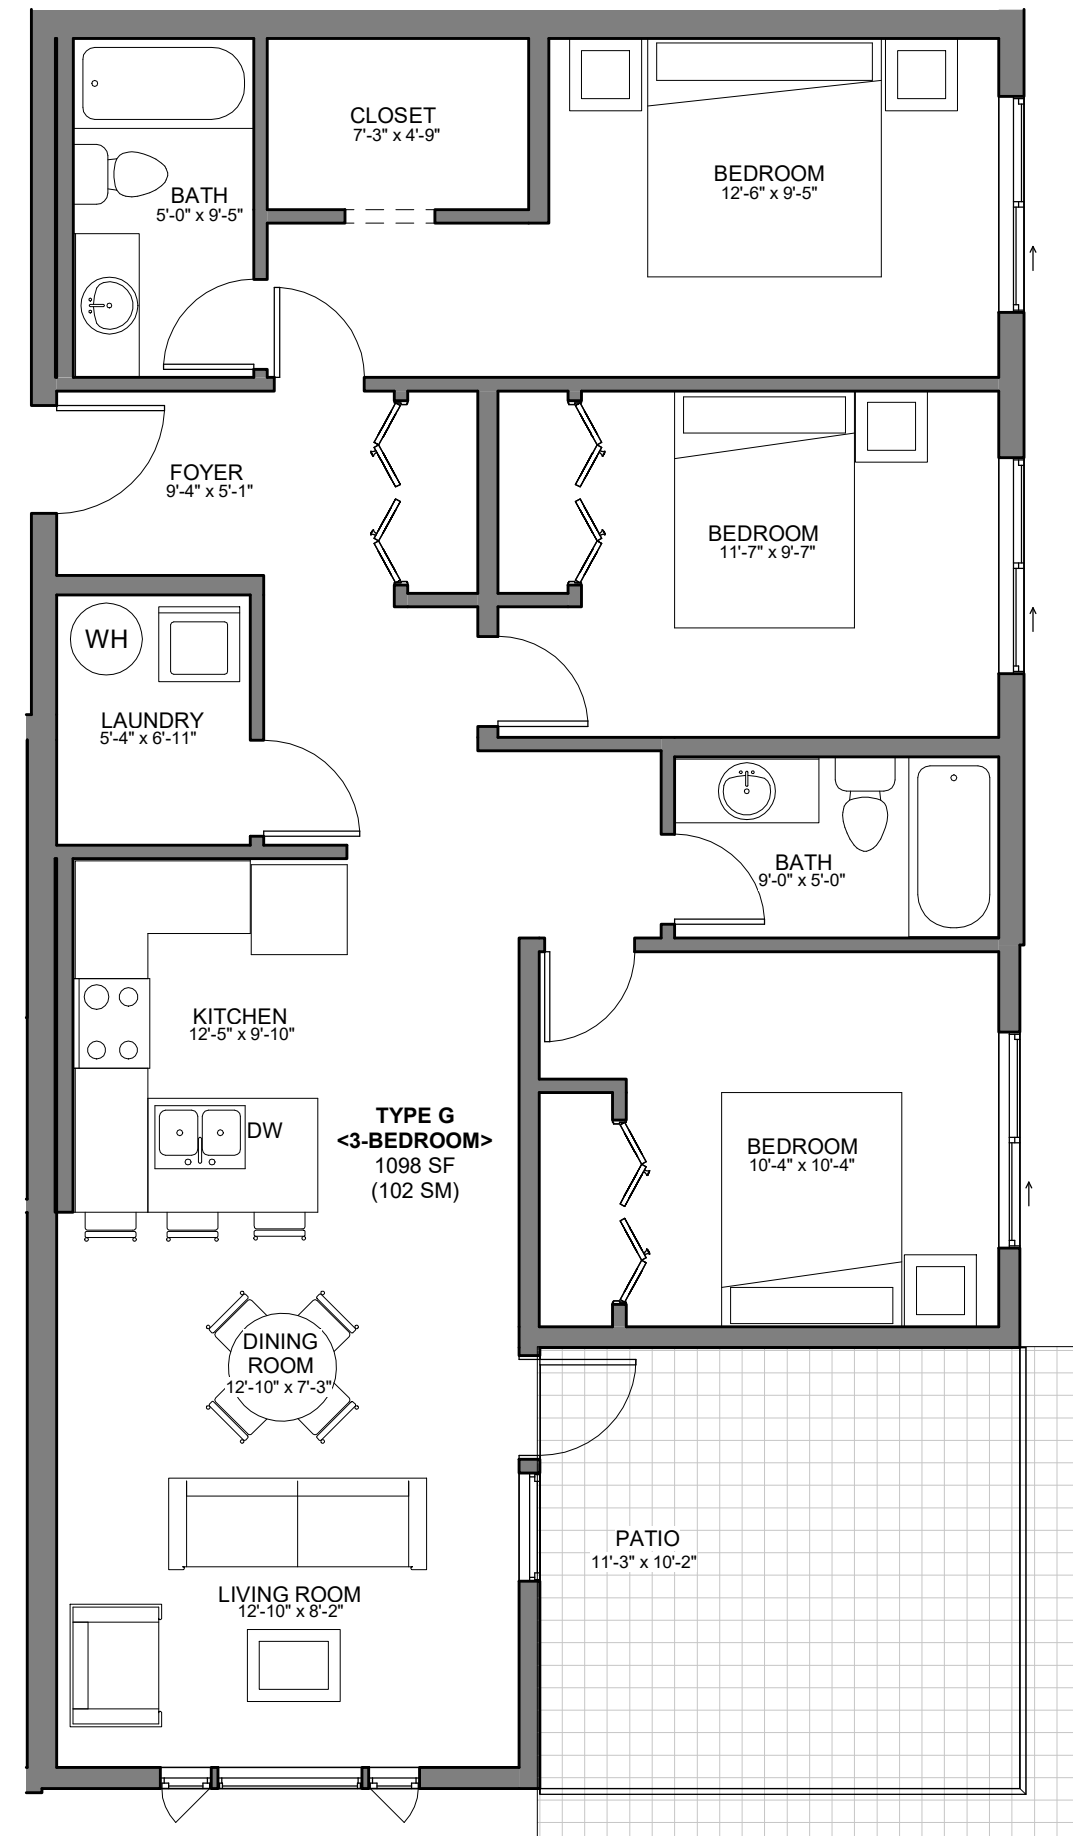 CLOSET
7'-3" x 4'-9"
BEDROOM
12'-6" x 9'-5"
BATH
5'-0" x 9'-5"
FOYER
9'-4" x 5'-1"
BEDROOM
11'-7" x 9'-7"
WH
LAUNDRY
5'-4" x 6'-11"
BATH
9'-0" x 5'-0"
KITCHEN
12'-5" x 9'-10"
DW
TYPE G
<3-BEDROOM>
1098 SF
(102 SM)
BEDROOM
10'-4" x 10'-4"
DINING
ROOM
12'-10" x 7'-3"
PATIO
11'-3" x 10'-2"
LIVING ROOM
12'-10" x 8'-2"